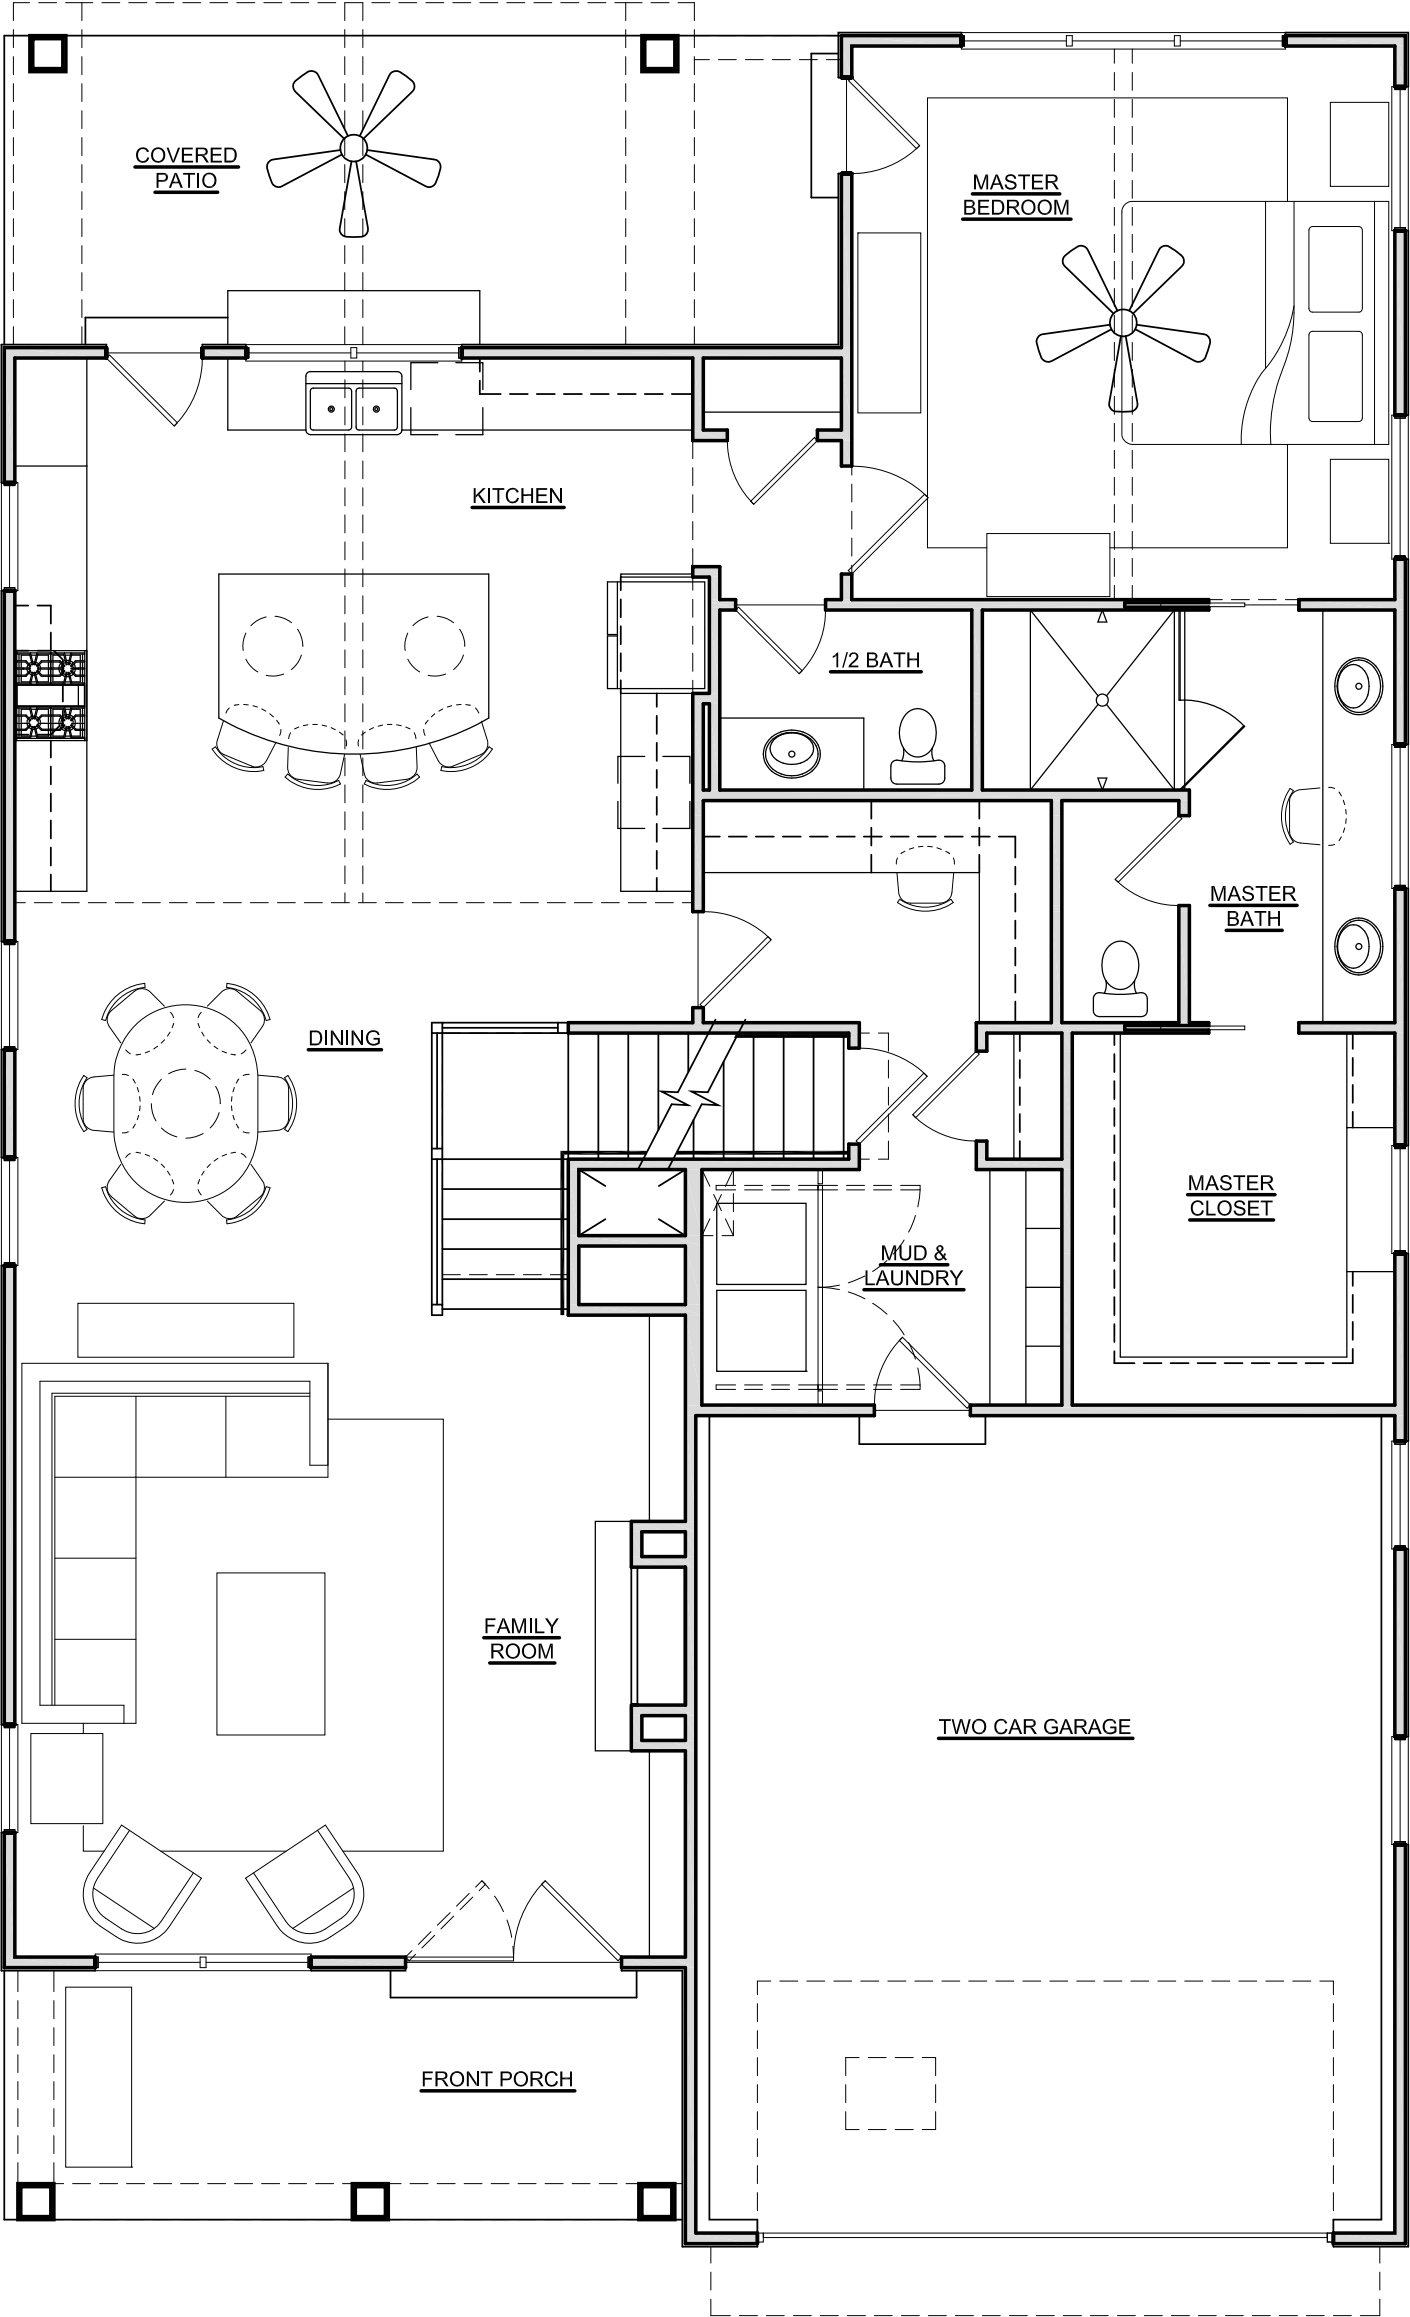 COVERED
PATIO
MASTER
BEDROOM
KITCHEN
1/2 BATH
MASTER
BATH
DINING
MASTER
CLOSET
MUD &
LAUNDRY
FAMILY
ROOM
TWO CAR GARAGE
FRONT PORCH